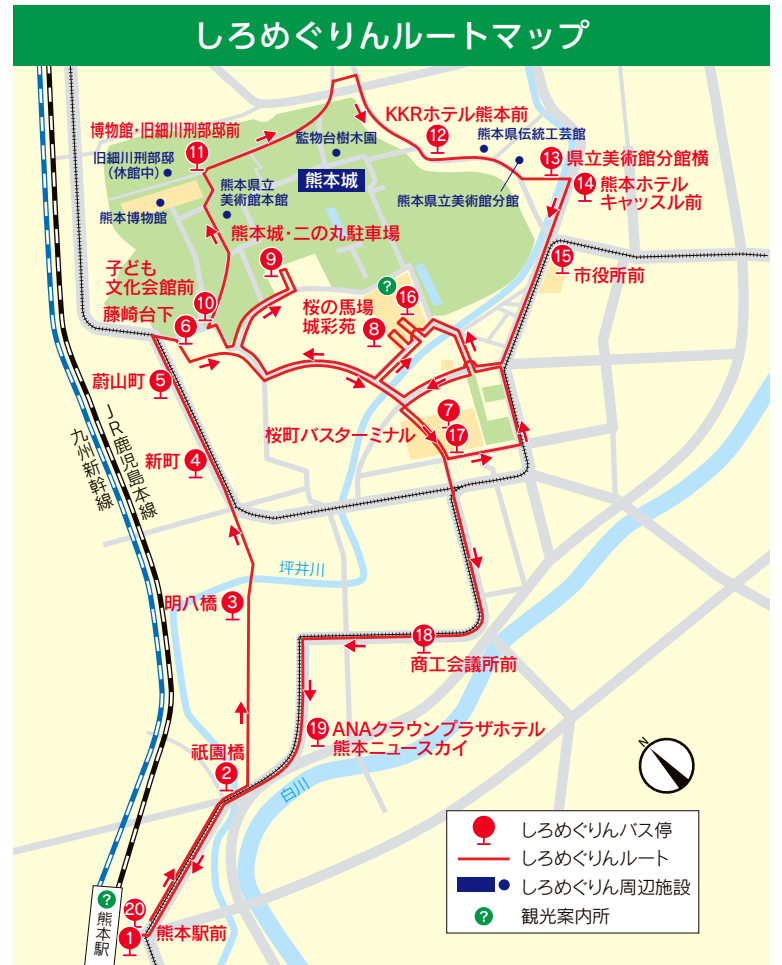 しろめぐりんルートマップ
博物館・旧細川刑部邸前
11
旧細川刑部邸
（休館中）
熊本博物館
熊本県立
美術館本館
監物台樹木園
熊本城
KKRホテル熊本前
12
熊本県伝統工芸館
熊本県立美術館分館
13
県立美術館分館横
14
熊本ホテル
キャッスル前
15
市役所前
熊本城・二の丸駐車場
9
子ども
文化会館前
10
藤崎台下
6
?
16
桜の馬場
城彩苑
8
蔚山町
5
7
桜町バスターミナル
17
新町
4
JR鹿児島本線
九州新幹線
坪井川
明八橋
3
18
商工会議所前
19
ANAクラウンプラザホテル
熊本ニュースカイ
祇園橋
2
白川
N
?
熊本駅
20
1
熊本駅前
しろめぐりんバス停
しろめぐりんルート
しろめぐりん周辺施設
?
観光案内所